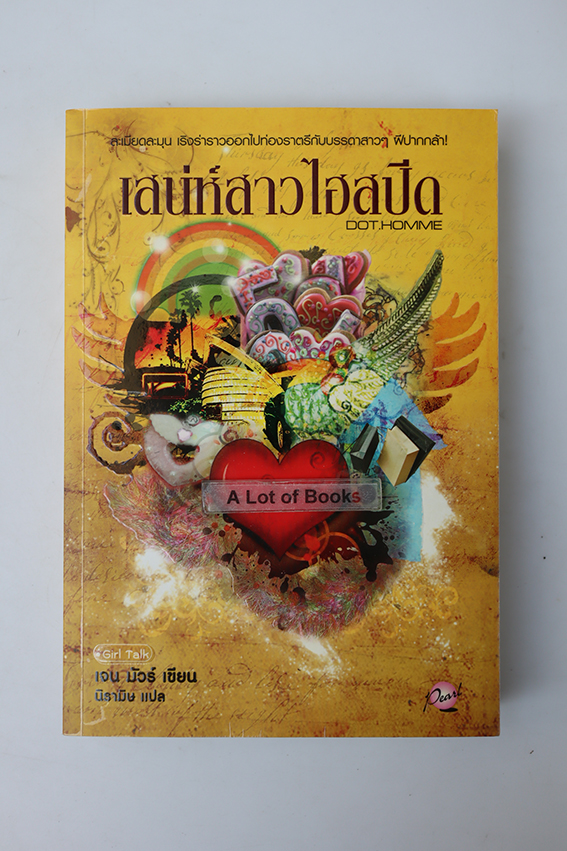 ละเมียดละมุน เริงร่าราวออกไปท่องราตรีกับบรรดาสาวๆ ฝีปากกล้า!
เสน่ห์สาวไฮสปีด
DOT.HOMME
A Lot of Books
Girl Talk
เจน มัวร์ เขียน
นิรามิษ แปล
Pearl